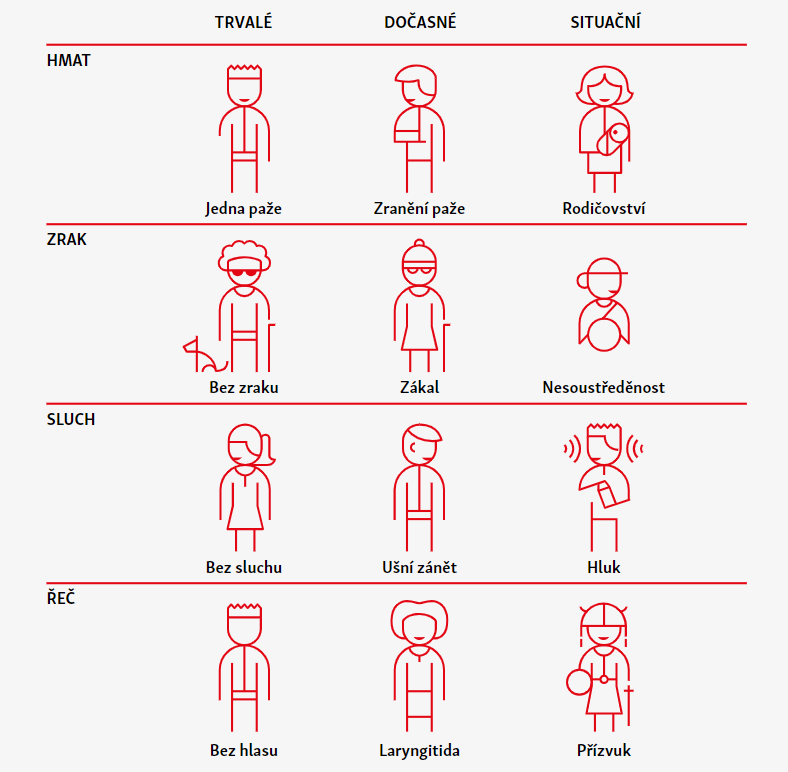 TRVALÉ DOČASNÉ SITUAČNÍ
HMAT
Jedna paže Zranění paže Rodičovství
ZRAK
Bez zraku Zákal Nesoustředěnost
SLUCH
Bez sluchu Ušní zánět Hluk
ŘEČ
Bez hlasu Laryngitida Přízvuk